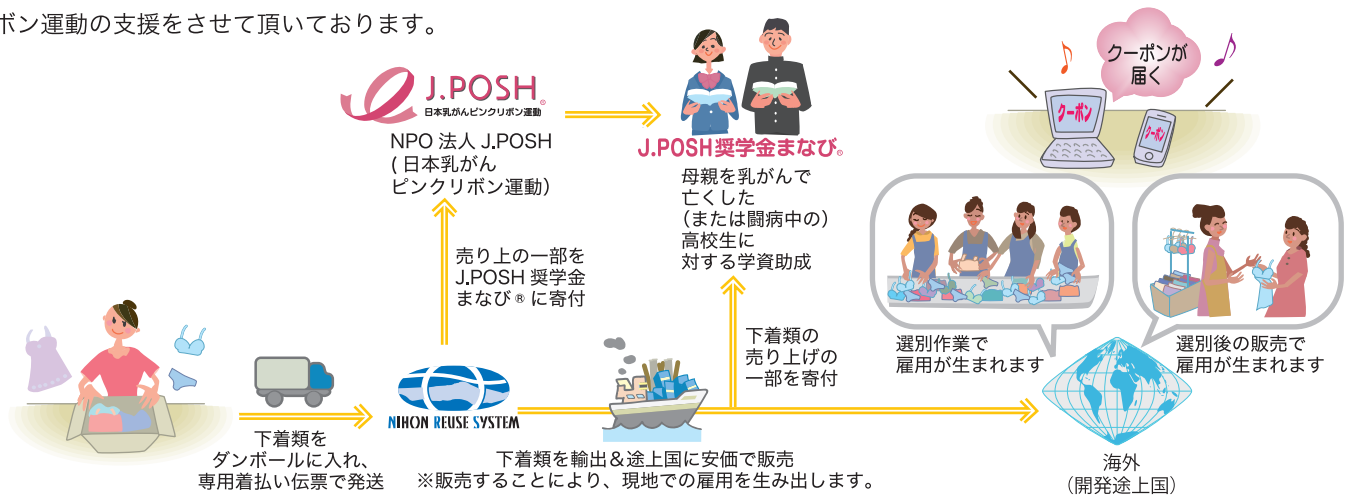 ボン運動の支援をさせて頂いております。
J.POSH®
日本乳がんピンクリボン運動
NPO 法人 J.POSH
( 日本乳がん
ピンクリボン運動）
J.POSH奨学金まなび®
母親を乳がんで
亡くした
（または闘病中の）
高校生に
対する学資助成
クーポンが
届く
クーポン
クーポン
売り上の一部を
J.POSH 奨学金
まなび ® に寄付
下着類の
売り上げの
一部を寄付
選別作業で
雇用が生まれます
選別後の販売で
雇用が生まれます
NIHON REUSE SYSTEM
下着類を
ダンボールに入れ、
専用着払い伝票で発送
下着類を輸出＆途上国に安価で販売
※販売することにより、現地での雇用を生み出します。
海外
（開発途上国）